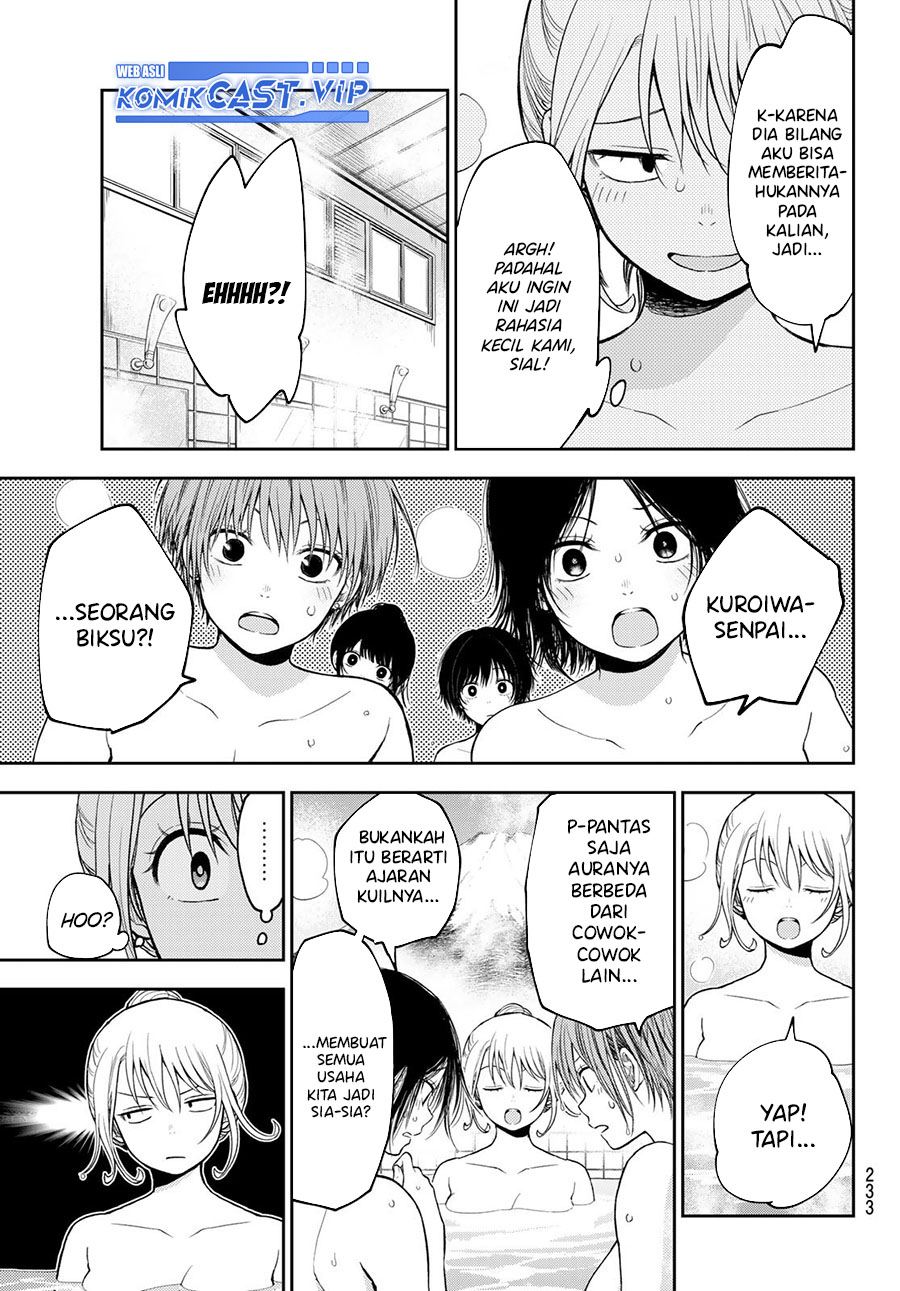 WEB ASLI
KOMIKCAST.VIP
K-KARENA
DIA BILANG
AKU BISA
MEMBERITA-
HUKANNYA
PADA
KALIAN,
JADI...
ARGH!
PADAHAL
AKU INGIN
INI JADI
RAHASIA
KECIL KAMI,
SIAL!
EHHHH?!
KUROIWA-
SENPAI...
...SEORANG
BIKSU?!
YAP!
TAPI...
P-PANTAS
SAJA
AURANYA
BERBEDA
DARI
COWOK-
COWOK
LAIN...
BUKANKAH
ITU BERARTI
AJARAN
KUILNYA...
...MEMBUAT
SEMUA
USAHA
KITA JADI
SIA-SIA?
.........
HOO?
233